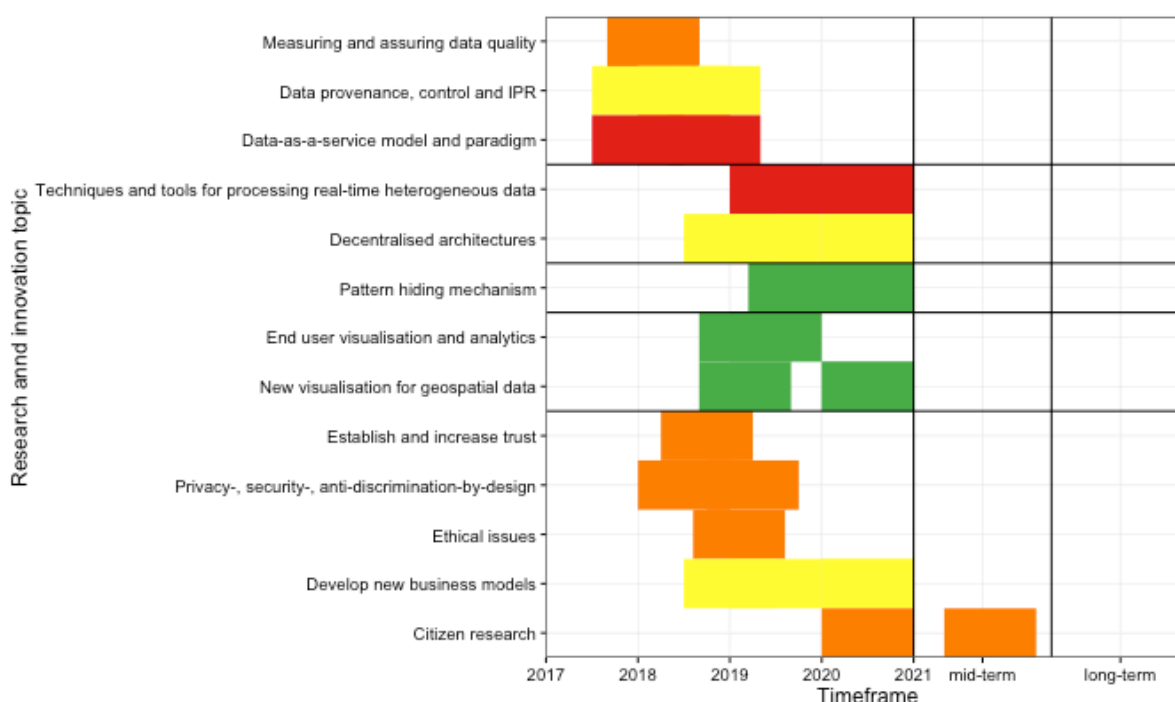 Measuring and assuring data quality
Data provenance, control and IPR
Data-as-a-service model and paradigm
Techniques and tools for processing real-time heterogeneous data
Decentralised architectures
Pattern hiding mechanism
End user visualisation and analytics
New visualisation for geospatial data
Establish and increase trust
Privacy-, security-, anti-discrimination-by-design
Ethical issues
Develop new business models
Citizen research
Research annd innovation topic
2017 2018 2019 2020 2021 mid-term long-term
Timeframe